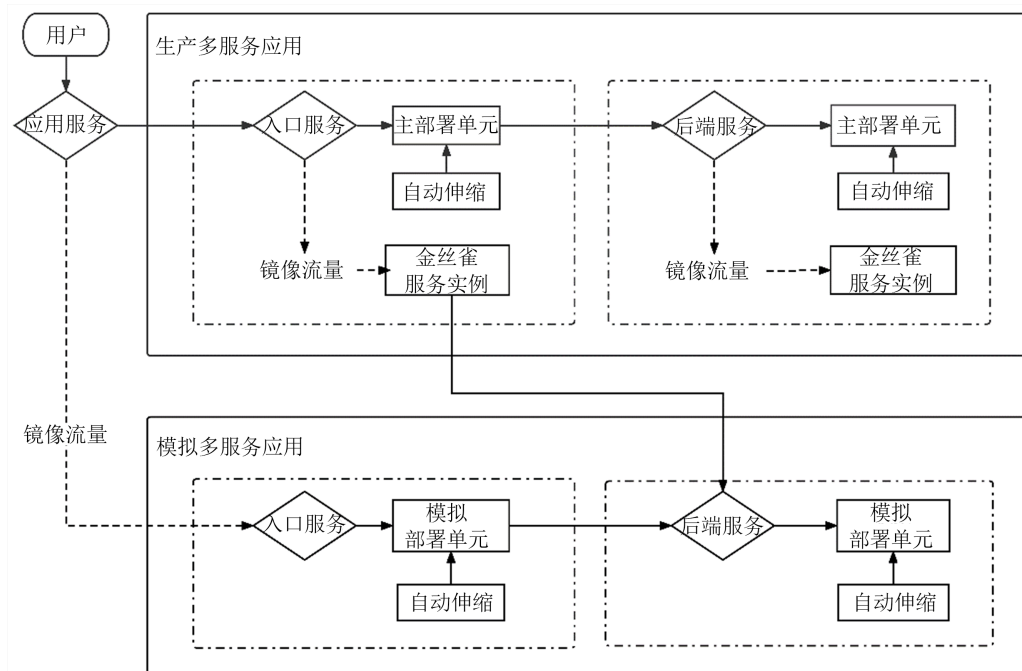 用户
生产多服务应用
应用服务
入口服务
主部署单元
后端服务
主部署单元
自动伸缩
自动伸缩
镜像流量
金丝雀
服务实例
镜像流量
金丝雀
服务实例
镜像流量
模拟多服务应用
入口服务
模拟
部署单元
后端服务
模拟
部署单元
自动伸缩
自动伸缩